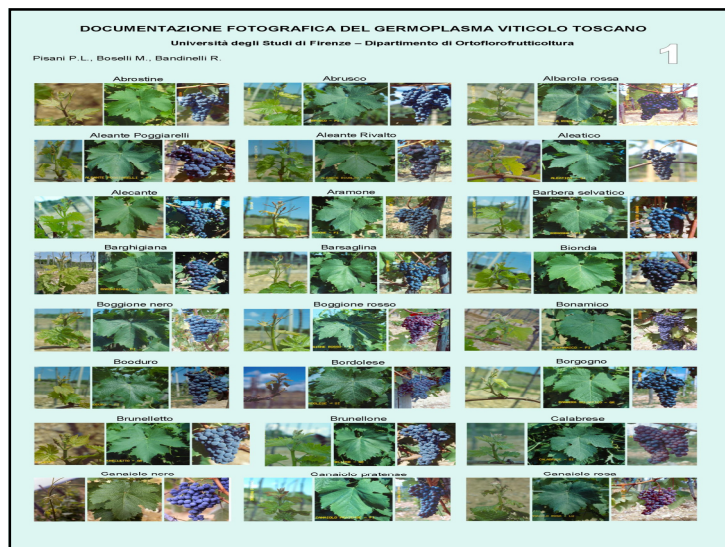 DOCUMENTAZIONE FOTOGRAFICA DEL GERMOPLASMA VITICOLO TOSCANO
Università degli Studi di Firenze – Dipartimento di Ortoflorofrutticoltura
1
Pisani P.L., Boselli M., Bandinelli R.
Abrostine Abrusco Albarola rossa
Aleante Poggiarelli Aleante Rivalto Aleatico
Alecante Aramone Barbera selvatico
Barghigiana Barsaglina Bionda
Boggione nero Boggione rosso Bonamico
Booduro Bordolese Borgogno
Brunelletto Brunellone Calabrese
Canaiolo nero Canaiolo pratense Canaiolo rosa